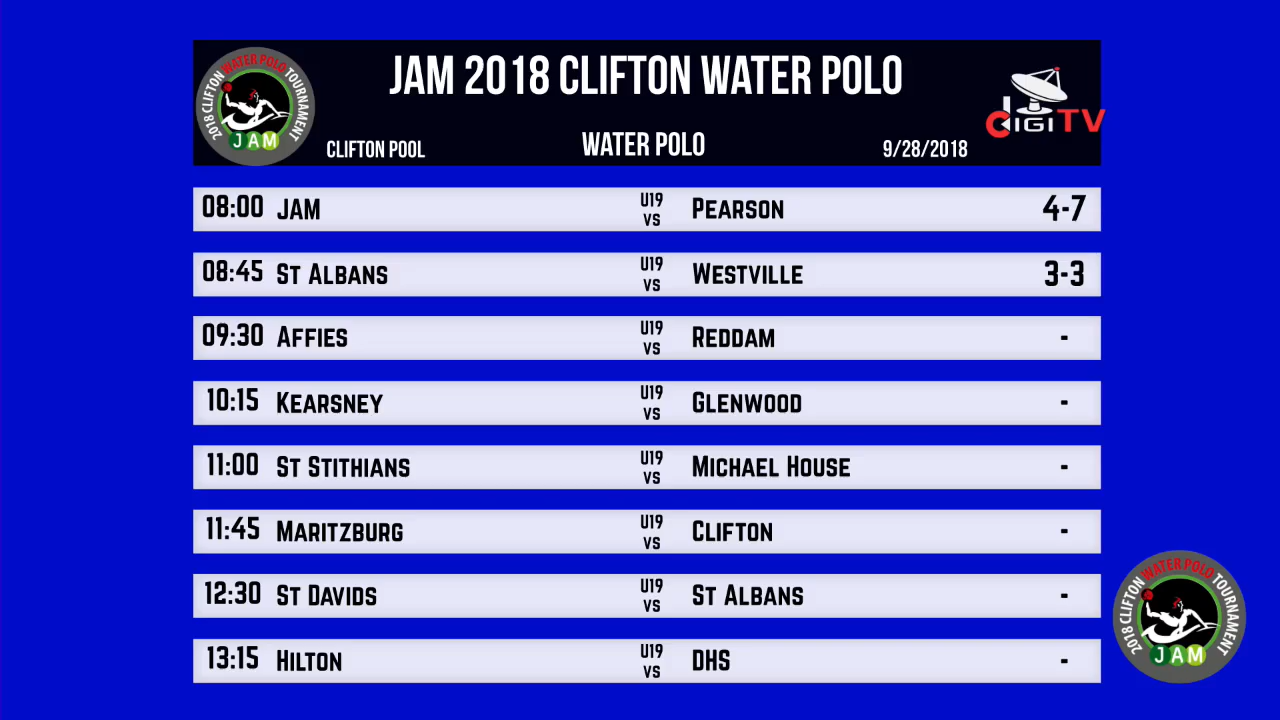 JAM 2018 CLIFTON WATER POLO
2018 CLIFTON WATER POLO TOURNAMENT
JAM
DIGITV
CLIFTON POOL WATER POLO 9/28/2018
08:00 JAM U19 VS PEARSON 4-7
08:45 ST ALBANS U19 VS WESTVILLE 3-3
09:30 AFFIES U19 VS REDDAM -
10:15 KEARSNEY U19 VS GLENWOOD -
11:00 ST STITHIANS U19 VS MICHAEL HOUSE -
11:45 MARITZBURG U19 VS CLIFTON -
12:30 ST DAVIDS U19 VS ST ALBANS -
13:15 HILTON U19 VS DHS -
2018 CLIFTON WATER POLO TOURNAMENT
JAM